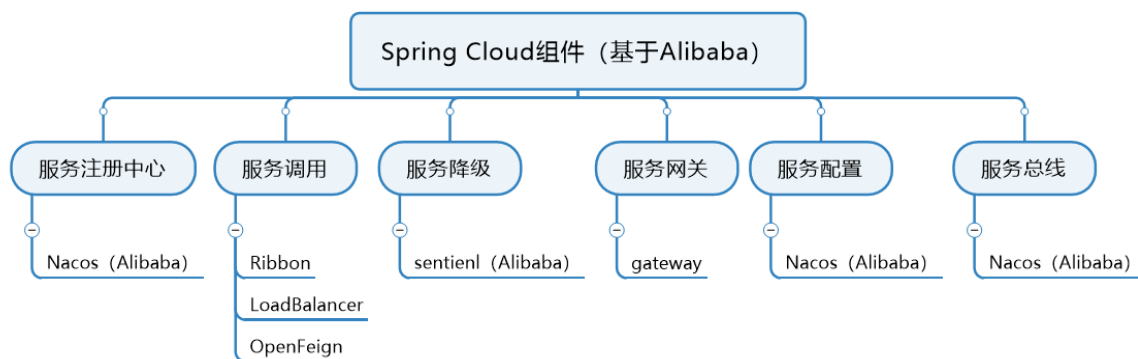 Spring Cloud组件（基于Alibaba）
服务注册中心
服务调用
服务降级
服务网关
服务配置
服务总线
Nacos（Alibaba）
Ribbon
sentienl（Alibaba）
gateway
Nacos（Alibaba）
Nacos（Alibaba）
LoadBalancer
OpenFeign